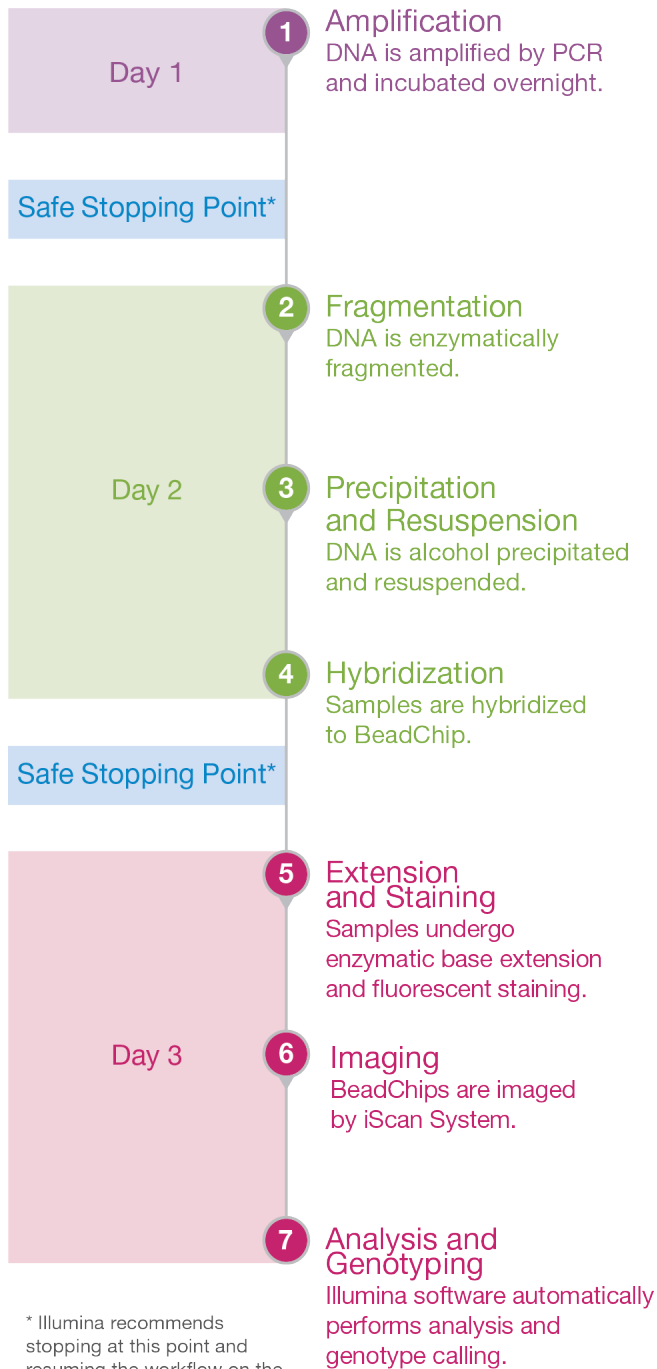 Day 1
1
Amplification
DNA is amplified by PCR
and incubated overnight.
Safe Stopping Point*
2
Fragmentation
DNA is enzymatically
fragmented.
Day 2
3
Precipitation
and Resuspension
DNA is alcohol precipitated
and resuspended.
4
Hybridization
Samples are hybridized
to BeadChip.
Safe Stopping Point*
5
Extension
and Staining
Samples undergo
enzymatic base extension
and fluorescent staining.
Day 3
6
Imaging
BeadChips are imaged
by iScan System.
7
Analysis and
Genotyping
Illumina software automatically
performs analysis and
genotype calling.
* Illumina recommends
stopping at this point and
resuming the workflow on the